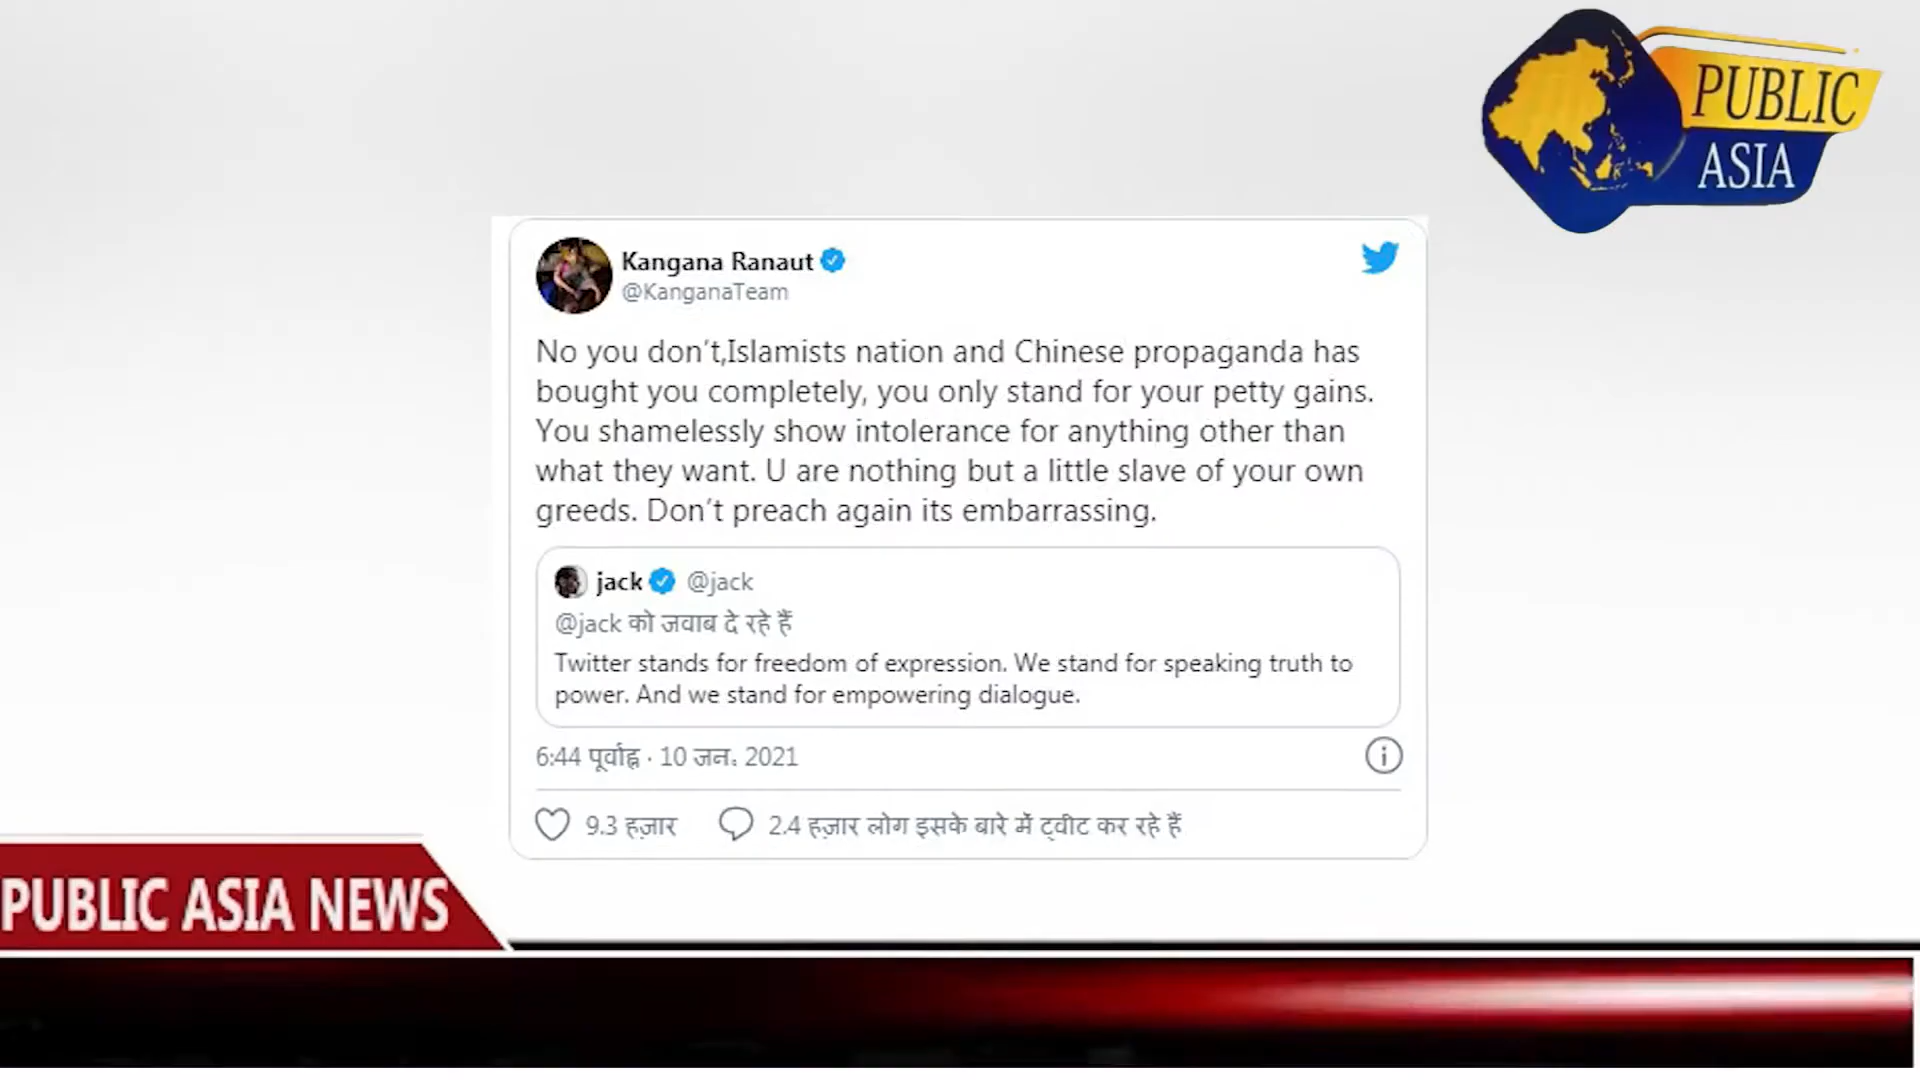 PUBLIC
ASIA
Kangana Ranaut
@KanganaTeam
No you don't,Islamists nation and Chinese propaganda has
bought you completely, you only stand for your petty gains.
You shamelessly show intolerance for anything other than
what they want. U are nothing but a little slave of your own
greeds. Don't preach again its embarrassing.
jack @jack
@jack को जवाब दे रहे हैं
Twitter stands for freedom of expression. We stand for speaking truth to
power. And we stand for empowering dialogue.
6:44 पूर्वाह्न · 10 जन॰ 2021
9.3 हज़ार 2.4 हज़ार लोग इसके बारे में ट्वीट कर रहे हैं
PUBLIC ASIA NEWS